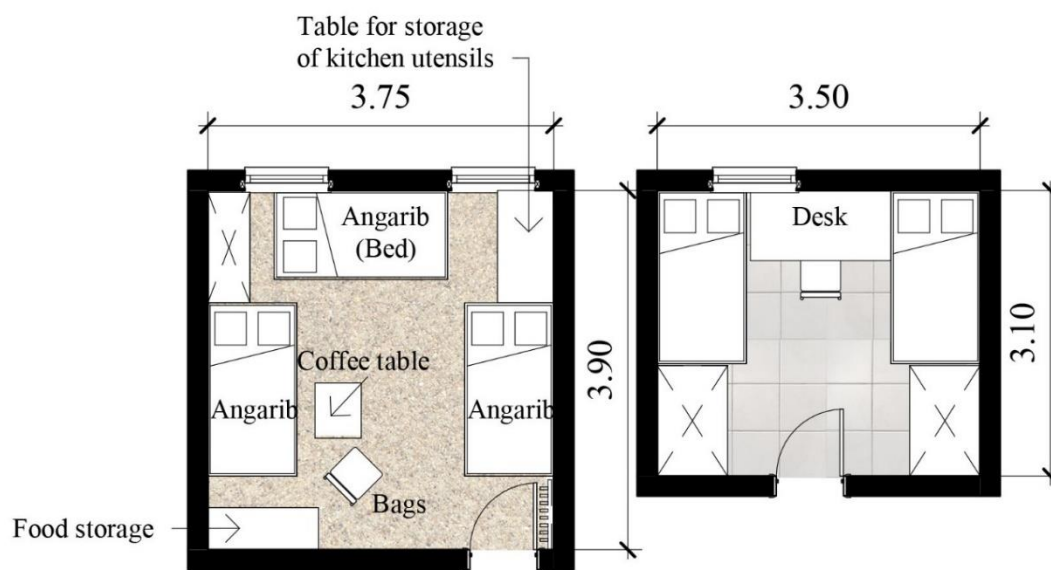 Table for storage
of kitchen utensils
3.75
3.50
Angarib
(Bed)
Desk
3.90
3.10
Coffee table
Angarib
Angarib
Bags
Food storage